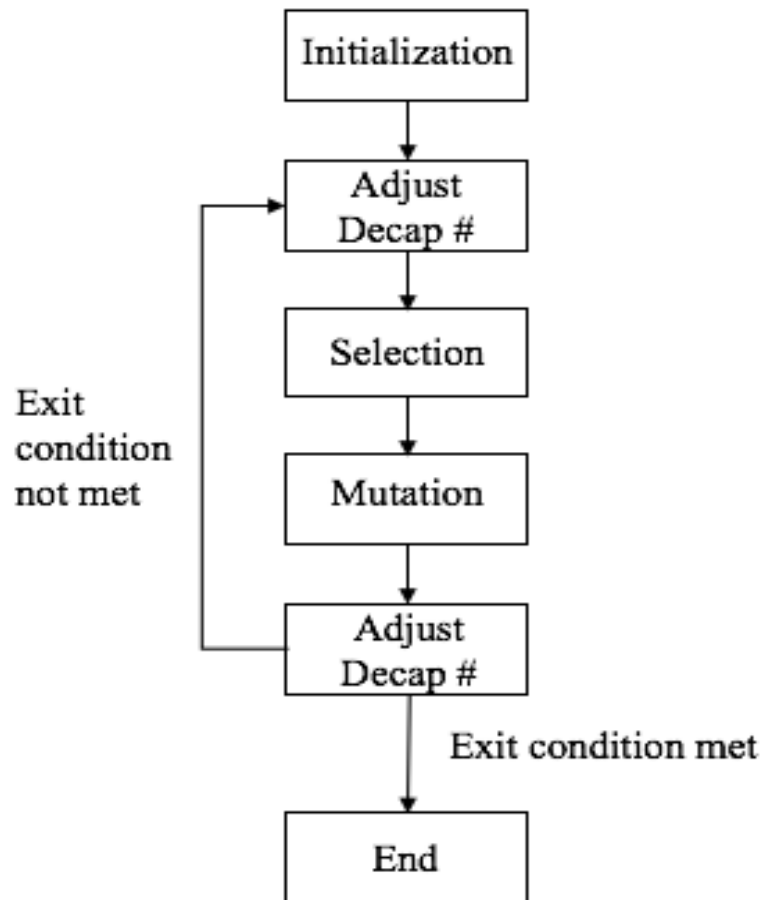 Initialization
Adjust
Decap #
Selection
Exit
condition
not met
Mutation
Adjust
Decap #
Exit condition met
End